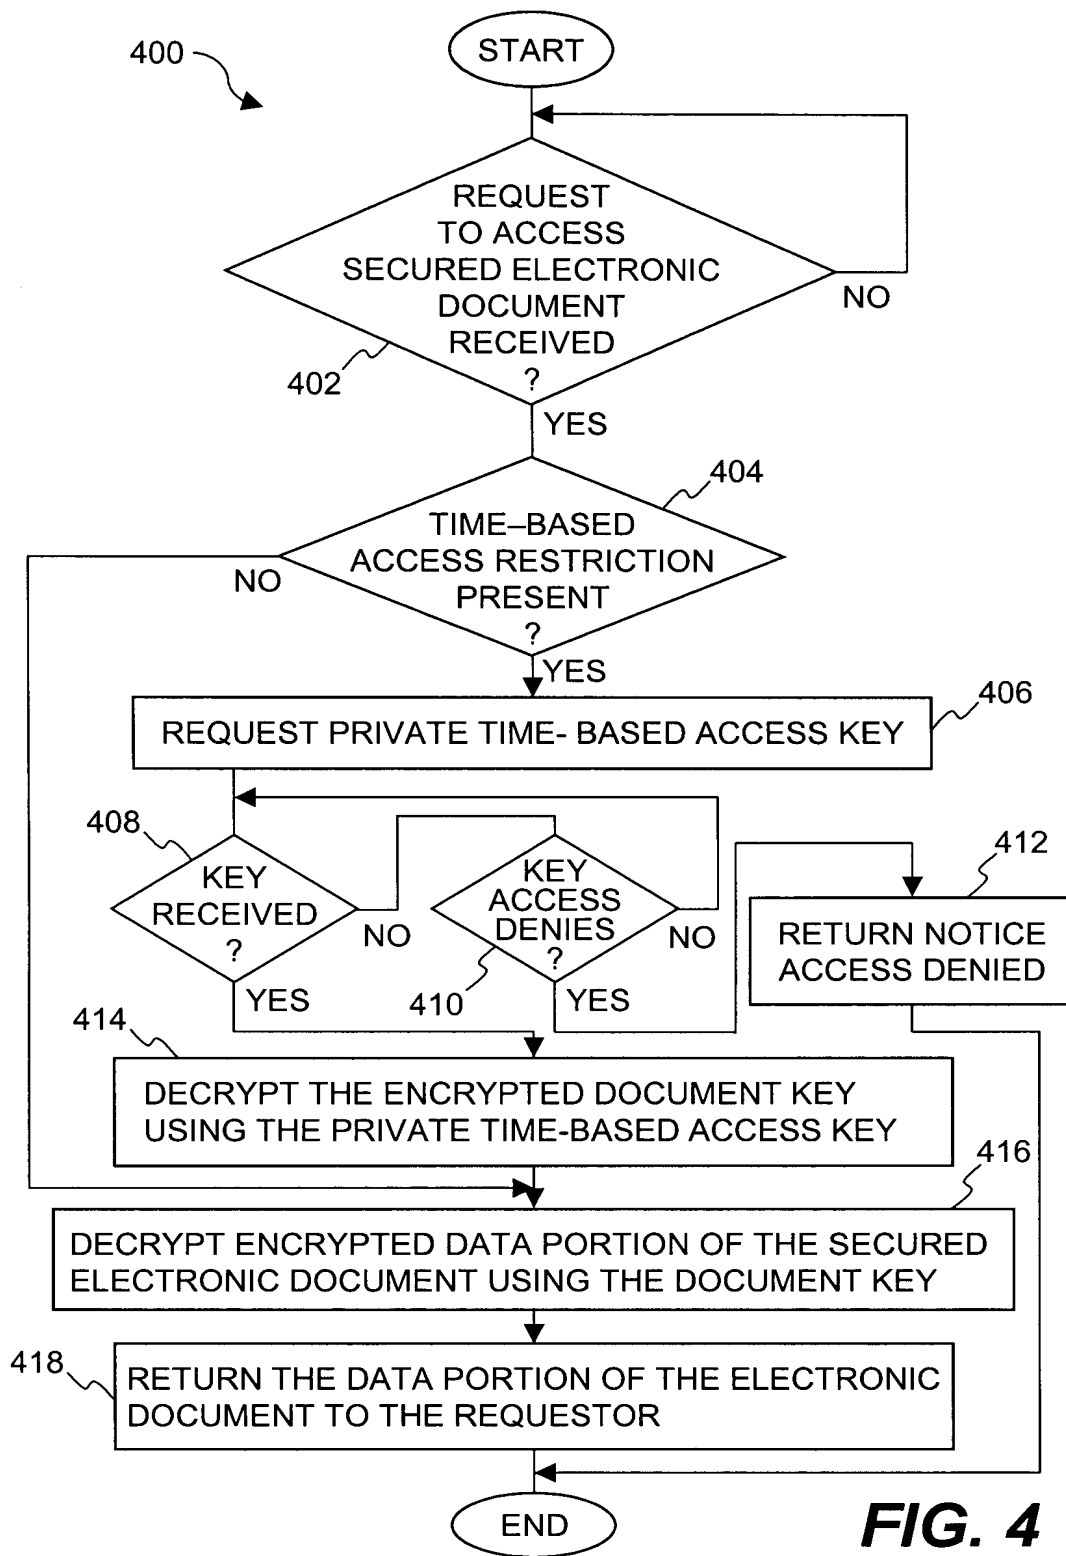 START
400
REQUEST
TO ACCESS
SECURED ELECTRONIC
DOCUMENT
RECEIVED
?
NO
402
YES
404
TIME–BASED
ACCESS RESTRICTION
PRESENT
?
NO
YES
406
REQUEST PRIVATE TIME- BASED ACCESS KEY
408
KEY
RECEIVED
?
NO
YES
KEY
ACCESS
DENIES
?
NO
410
YES
412
RETURN NOTICE
ACCESS DENIED
414
DECRYPT THE ENCRYPTED DOCUMENT KEY
USING THE PRIVATE TIME-BASED ACCESS KEY
416
DECRYPT ENCRYPTED DATA PORTION OF THE SECURED
ELECTRONIC DOCUMENT USING THE DOCUMENT KEY
418
RETURN THE DATA PORTION OF THE ELECTRONIC
DOCUMENT TO THE REQUESTOR
END
FIG. 4